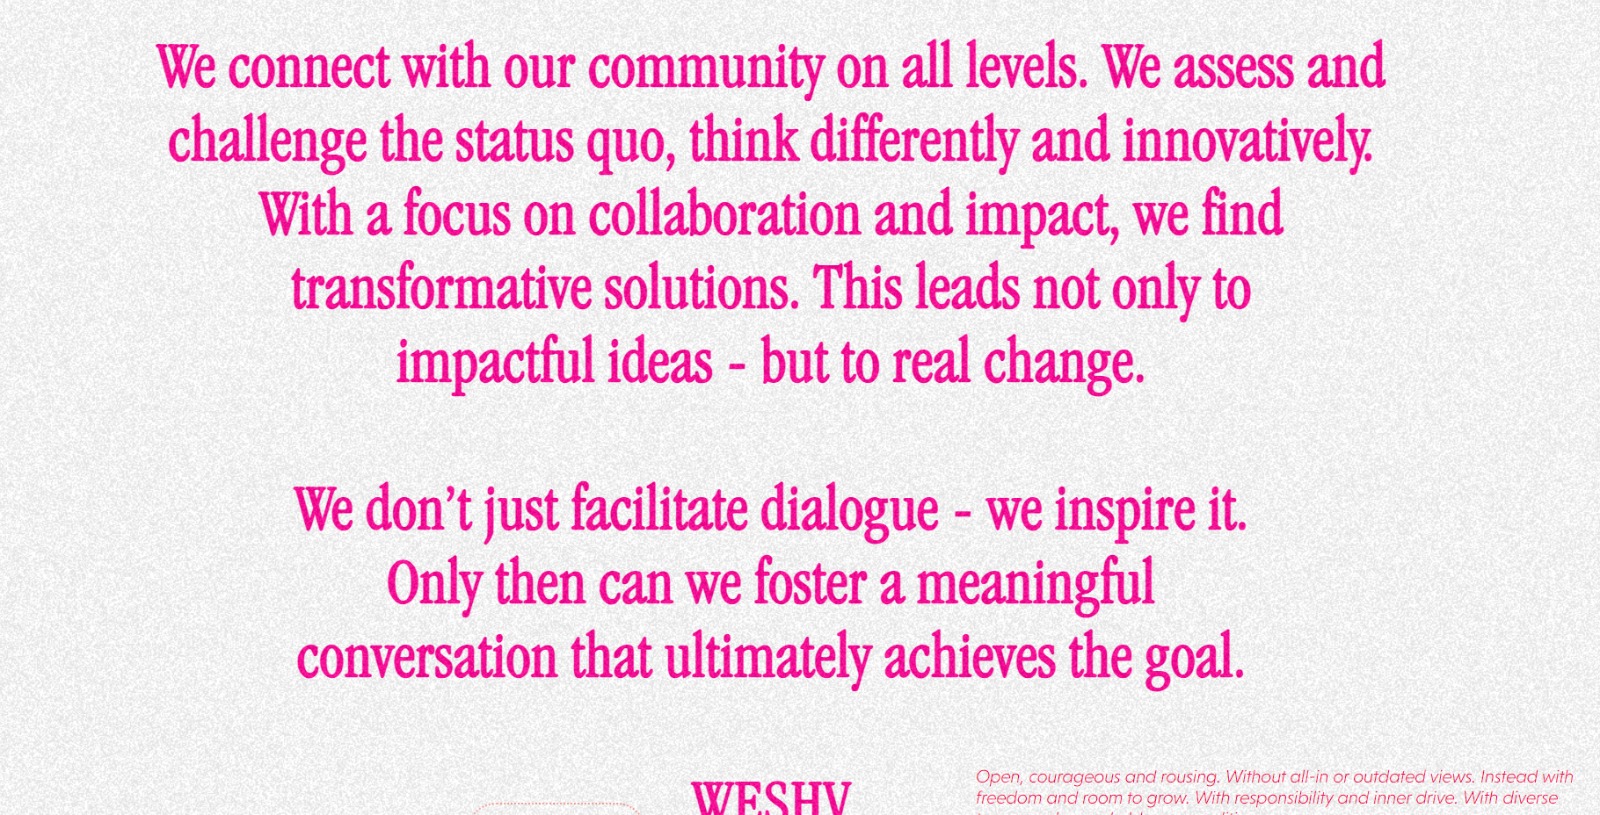 We connect with our community on all levels. We assess and
challenge the status quo, think differently and innovatively.
With a focus on collaboration and impact, we find
transformative solutions. This leads not only to
impactful ideas - but to real change.
We don’t just facilitate dialogue - we inspire it.
Only then can we foster a meaningful
conversation that ultimately achieves the goal.
Open, courageous and rousing. Without all-in or outdated views. Instead with
freedom and room to grow. With responsibility and inner drive. With diverse